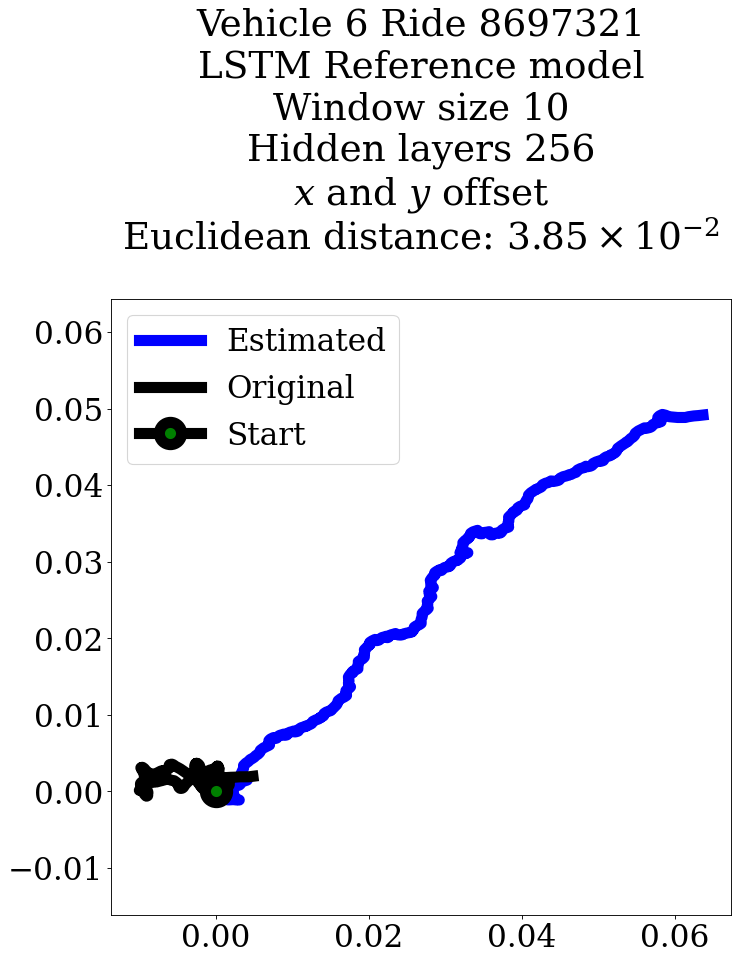 Vehicle 6 Ride 8697321
LSTM Reference model
Window size 10
Hidden layers 256
x and y offset
Euclidean distance: 3.85 × 10⁻²
Estimated
Original
Start
0.06
0.05
0.04
0.03
0.02
0.01
0.00
−0.01
0.00 0.02 0.04 0.06